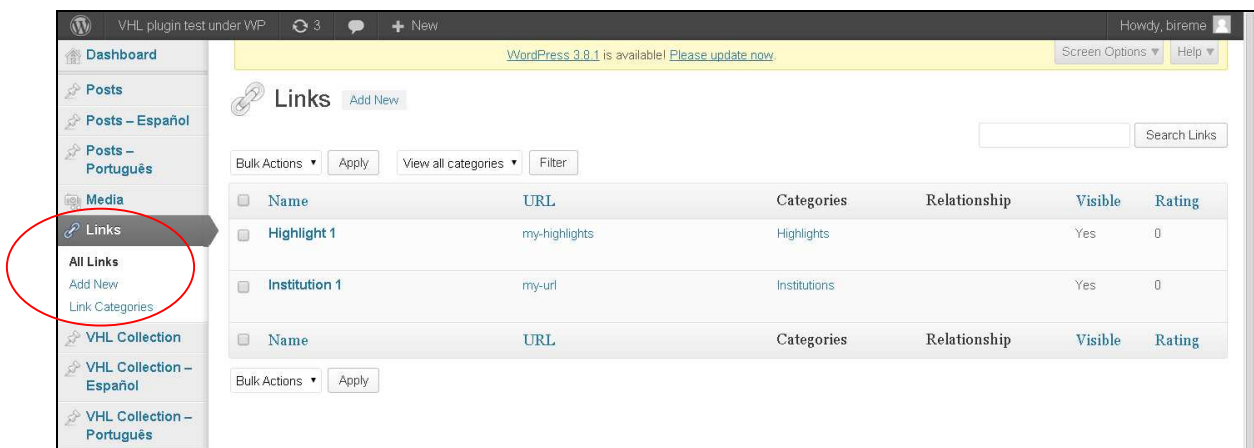 VHL plugin test under WP 3 + New Howdy, bireme
WordPress 3.8.1 is available! Please update now.
Screen Options ▼ Help ▼
Dashboard
Posts
Posts – Español
Posts –
Português
Media
Links
All Links
Add New
Link Categories
VHL Collection
VHL Collection –
Español
VHL Collection –
Português
Links Add New
Search Links
Bulk Actions ▼ Apply View all categories ▼ Filter
Name URL Categories Relationship Visible Rating
Highlight 1 my-highlights Highlights Yes 0
Institution 1 my-url Institutions Yes 0
Name URL Categories Relationship Visible Rating
Bulk Actions ▼ Apply